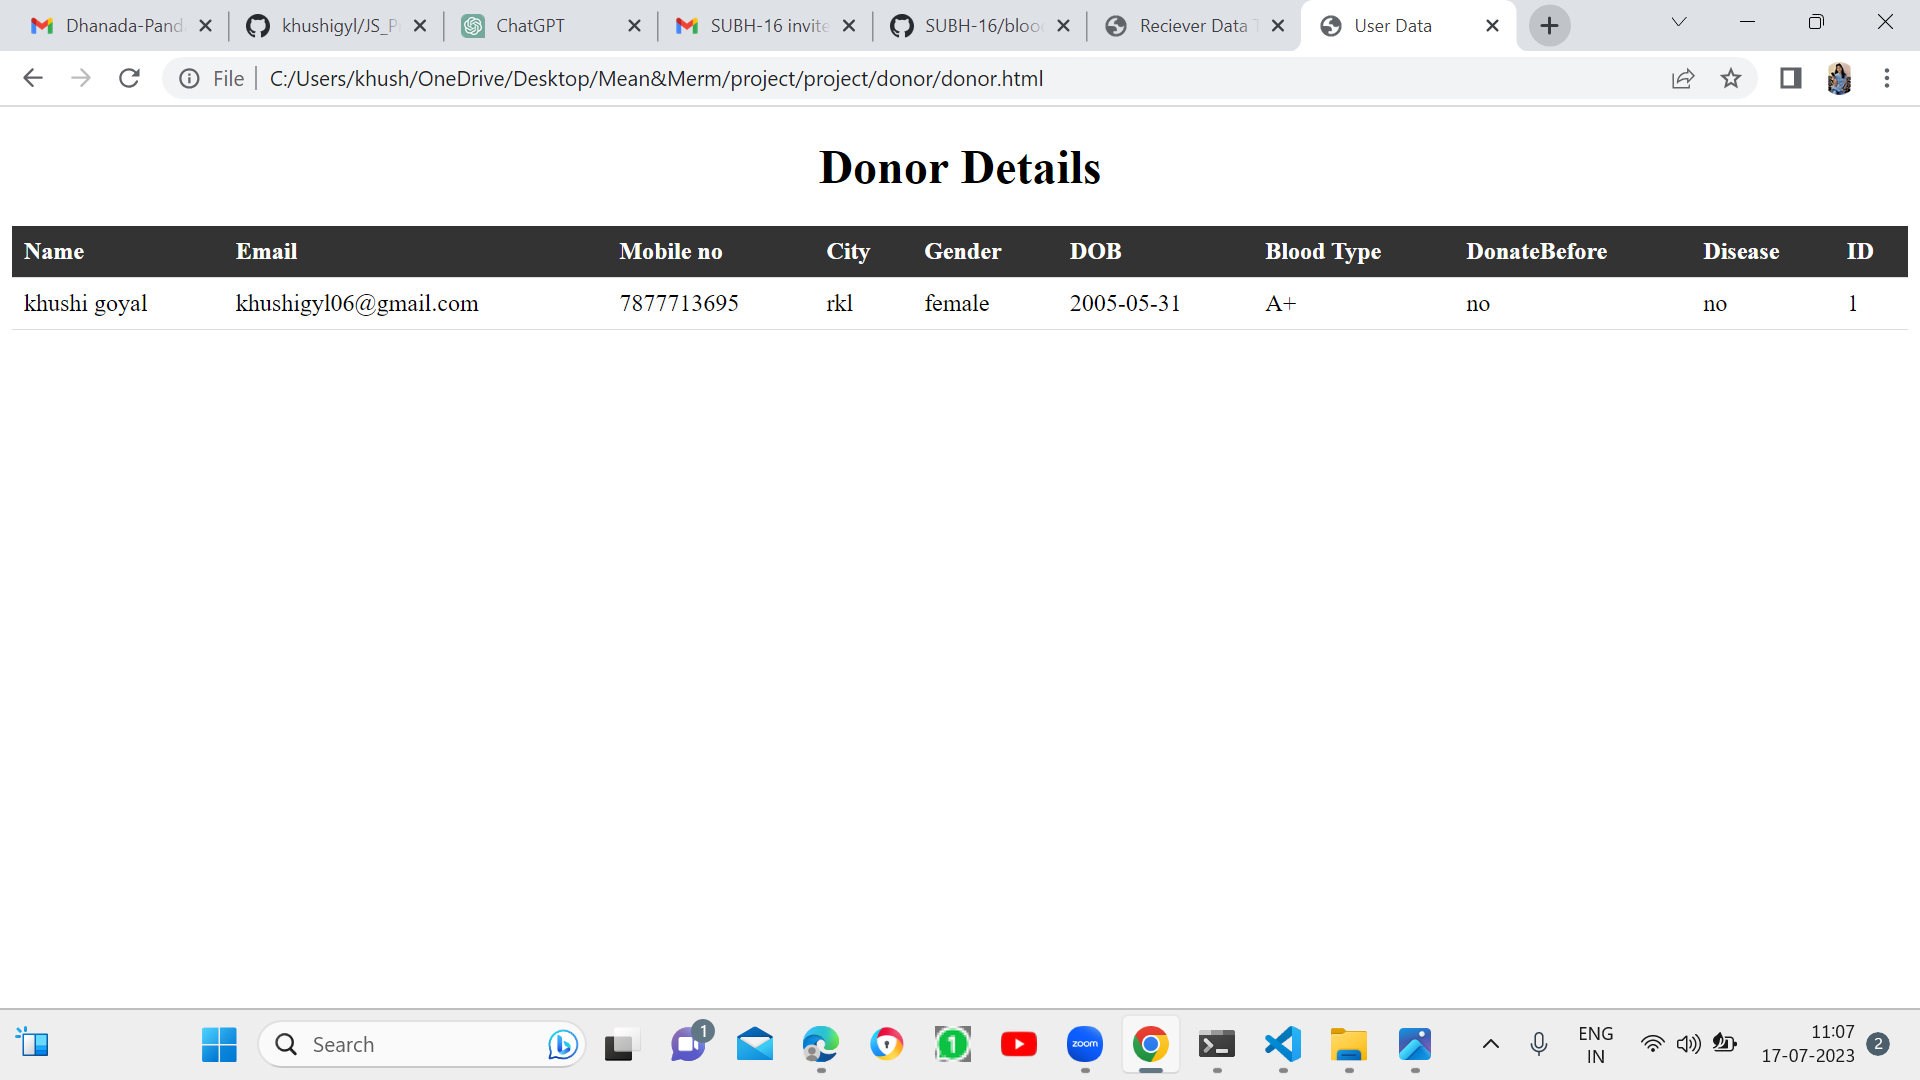 Dhanada-Pand
khushigyl/JS_P
ChatGPT
SUBH-16 invite
SUBH-16/bloo
Reciever Data
User Data
File C:/Users/khush/OneDrive/Desktop/Mean&Merm/project/project/donor/donor.html
Donor Details
Name Email Mobile no City Gender DOB Blood Type DonateBefore Disease ID
khushi goyal khushigyl06@gmail.com 7877713695 rkl female 2005-05-31 A+ no no 1
Search
1
1
zoom
ENG
IN
11:07
17-07-2023
2